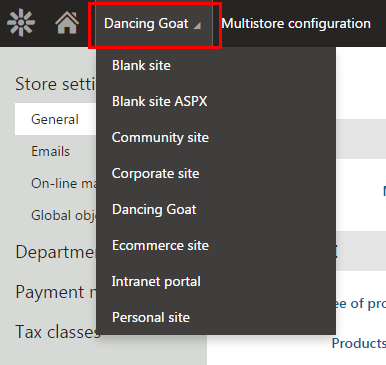 Dancing Goat Multistore configuration
Blank site
Store setti
Blank site ASPX
General
Community site
Emails
Corporate site
On-line ma
Dancing Goat
Global obj
Ecommerce site
Departmen
Intranet portal
ee of pro
Payment m
Personal site
Tax classes
Products